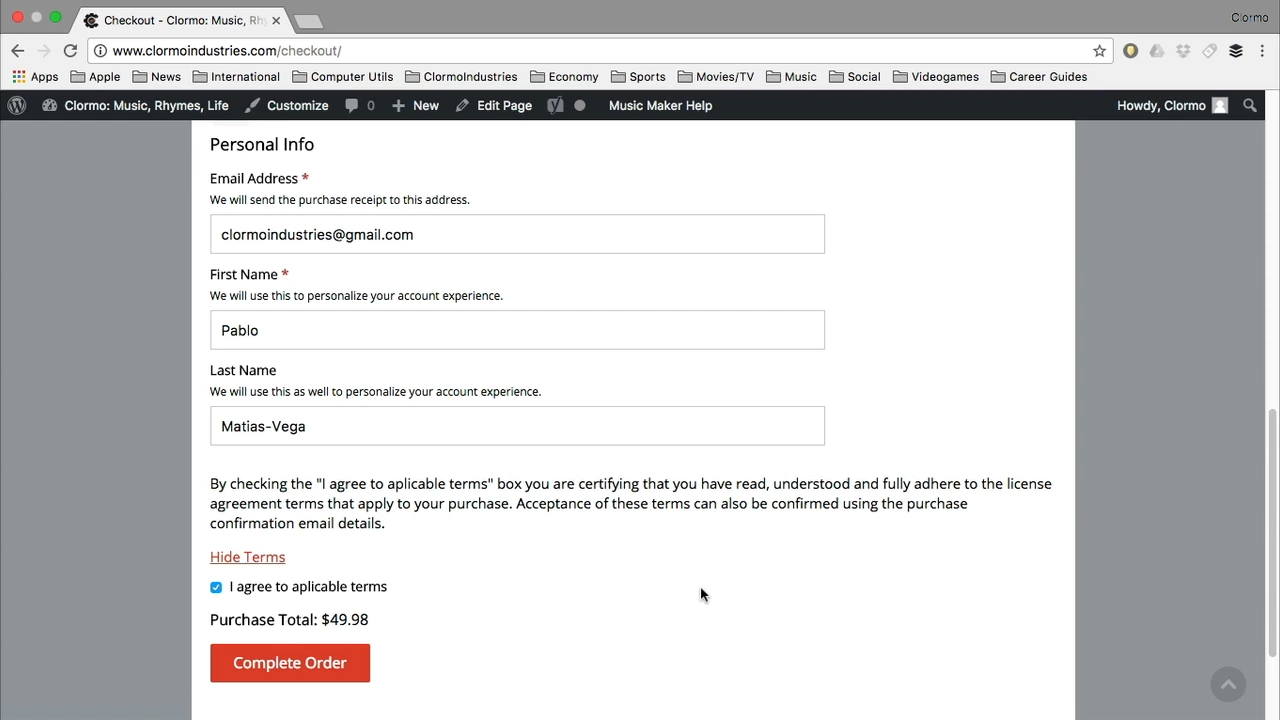 Checkout - Clormo: Music, Rh
Clormo
www.clormoindustries.com/checkout/
Apps Apple News International Computer Utils ClormoIndustries Economy Sports Movies/TV Music Social Videogames Career Guides
Clormo: Music, Rhymes, Life Customize 0 New Edit Page Music Maker Help Howdy, Clormo
Personal Info
Email Address *
We will send the purchase receipt to this address.
clormoindustries@gmail.com
First Name *
We will use this to personalize your account experience.
Pablo
Last Name
We will use this as well to personalize your account experience.
Matias-Vega
By checking the "I agree to aplicable terms" box you are certifying that you have read, understood and fully adhere to the license
agreement terms that apply to your purchase. Acceptance of these terms can also be confirmed using the purchase
confirmation email details.
Hide Terms
I agree to aplicable terms
Purchase Total: $49.98
Complete Order